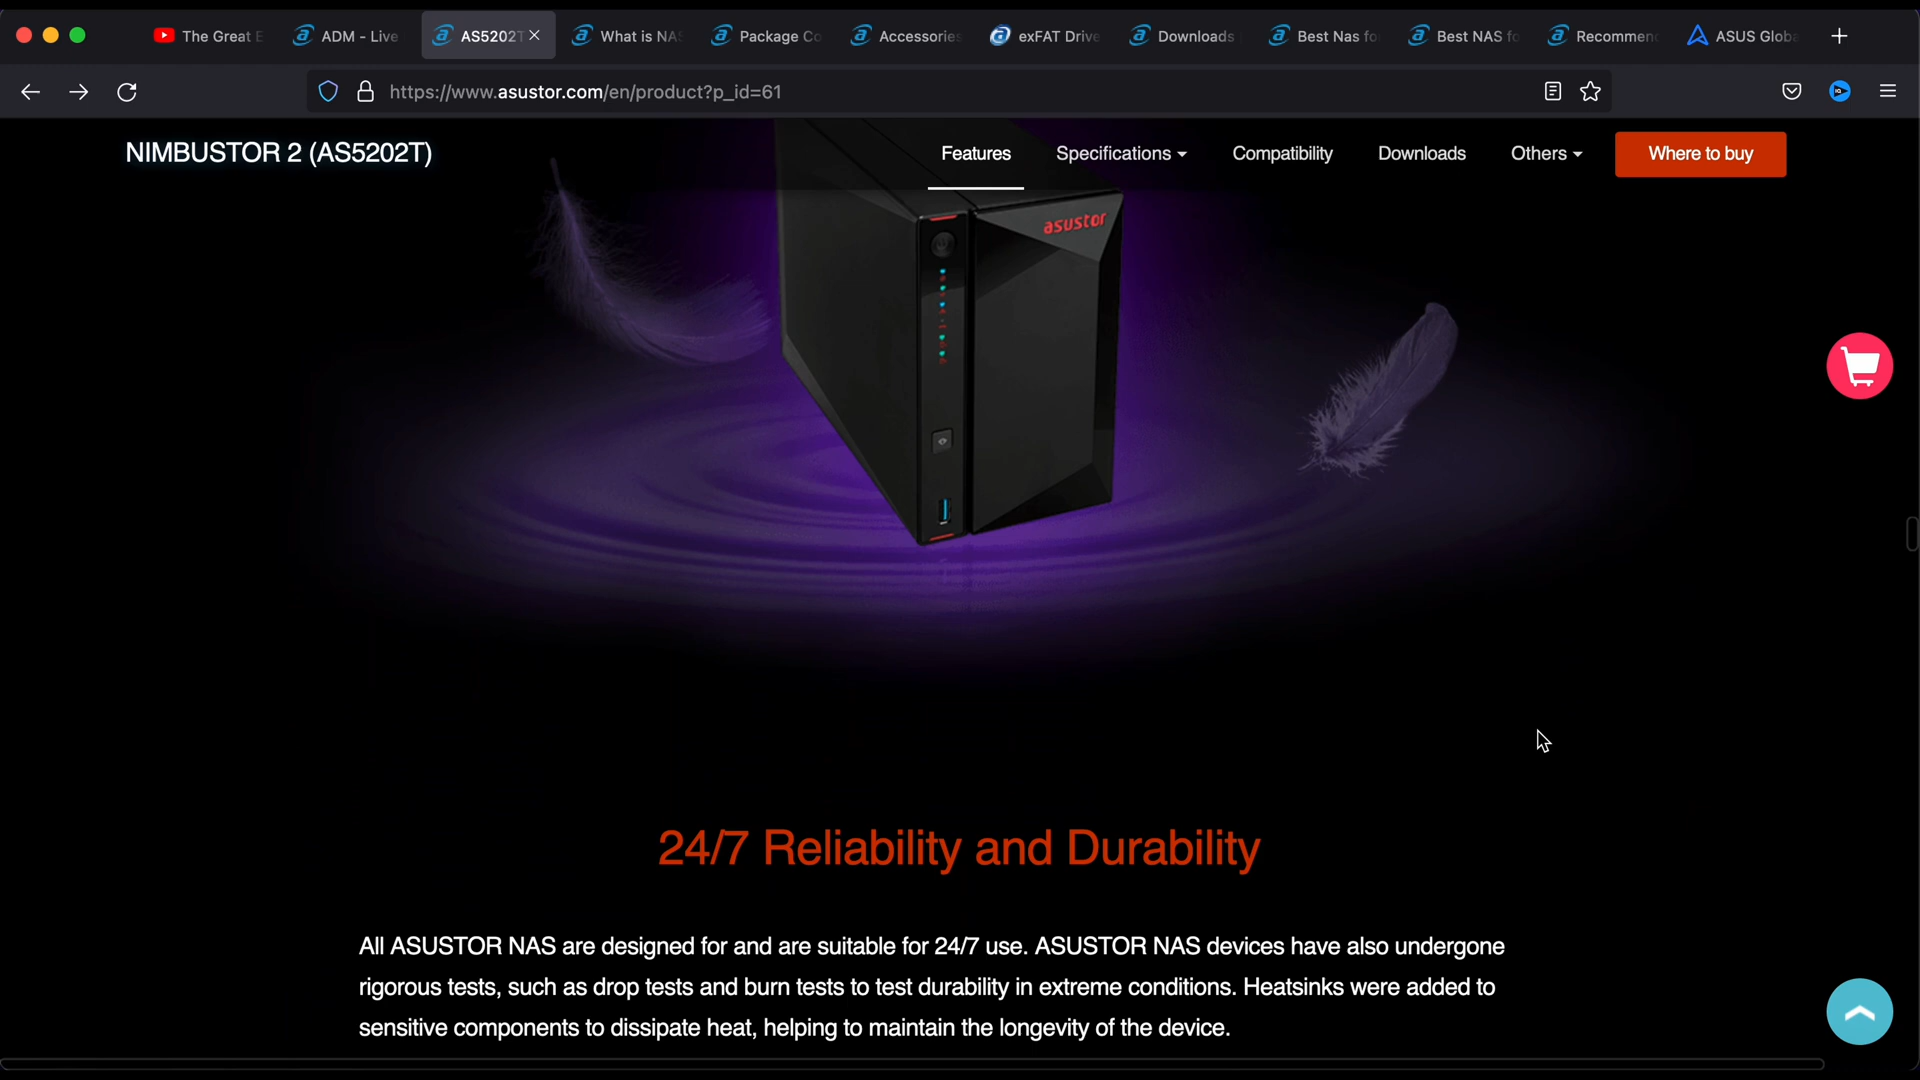 The Great E
ADM - Live
AS5202T
What is NAS
Package Co
Accessories
exFAT Drive
Downloads
Best Nas fo
Best NAS fo
Recommen
ASUS Globa
https://www.asustor.com/en/product?p_id=61
NIMBUSTOR 2 (AS5202T)
Features
Specifications
Compatibility
Downloads
Others
Where to buy
asustor
24/7 Reliability and Durability
All ASUSTOR NAS are designed for and are suitable for 24/7 use. ASUSTOR NAS devices have also undergone
rigorous tests, such as drop tests and burn tests to test durability in extreme conditions. Heatsinks were added to
sensitive components to dissipate heat, helping to maintain the longevity of the device.